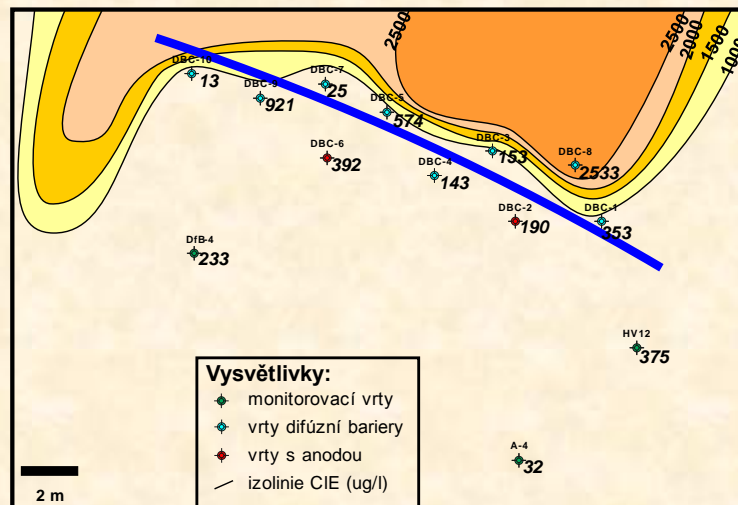 2500
2500
2000
1500
1000
DBC-10
13
DBC-9
921
DBC-7
25
DBC-5
574
DBC-3
153
DBC-8
2533
DBC-6
392
DBC-4
143
DBC-2
190
DBC-1
353
DfB-4
233
HV12
375
A-4
32
Vysvětlivky:
monitorovací vrty
vrty difúzní bariery
vrty s anodou
izolinie CIE (ug/l)
2 m